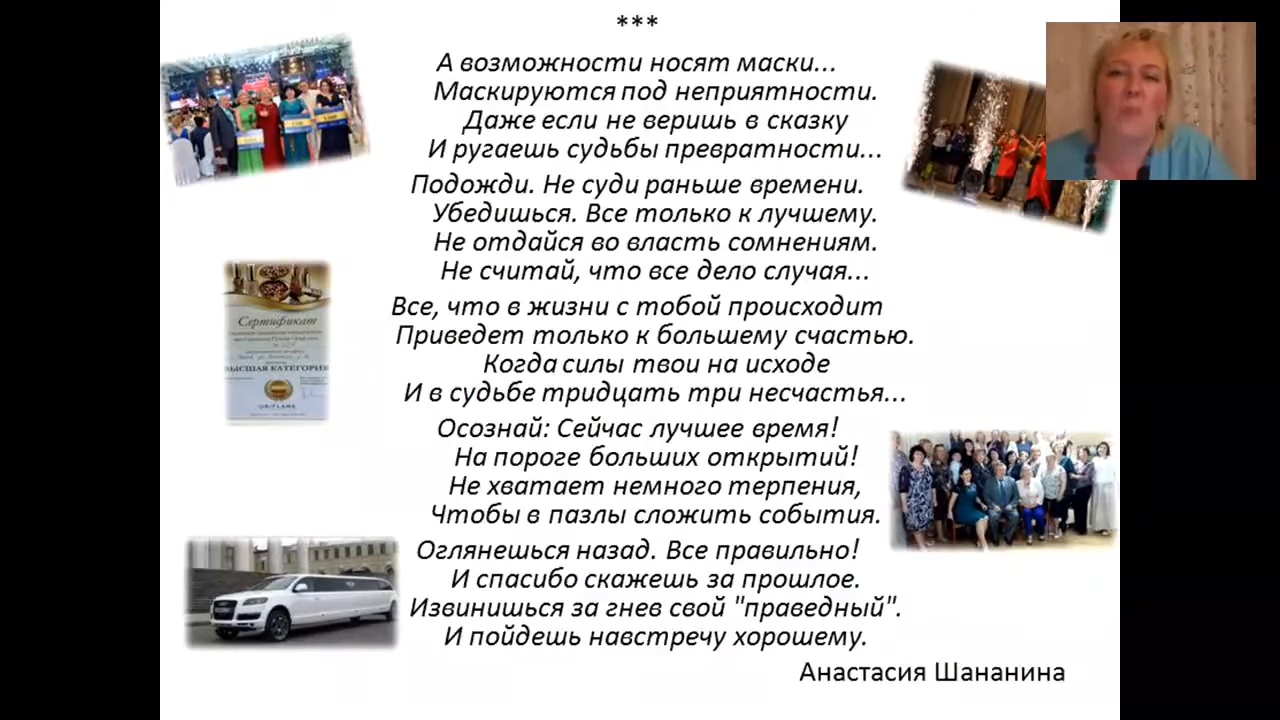 ***
А возможности носят маски...
Маскируются под неприятности.
Даже если не веришь в сказку
И ругаешь судьбы превратности...
Подожди. Не суди раньше времени.
Убедишься. Все только к лучшему.
Не отдайся во власть сомнениям.
Не считай, что все дело случая...
Все, что в жизни с тобой происходит
Приведет только к большему счастью.
Когда силы твои на исходе
И в судьбе тридцать три несчастья...
Осознай: Сейчас лучшее время!
На пороге больших открытий!
Не хватает немного терпения,
Чтобы в пазлы сложить события.
Оглянешься назад. Все правильно!
И спасибо скажешь за прошлое.
Извинишься за гнев свой "праведный".
И пойдешь навстречу хорошему.
Анастасия Шананина
Сертификат
ВЫСШАЯ КАТЕГОРИЯ
ORIFLAME